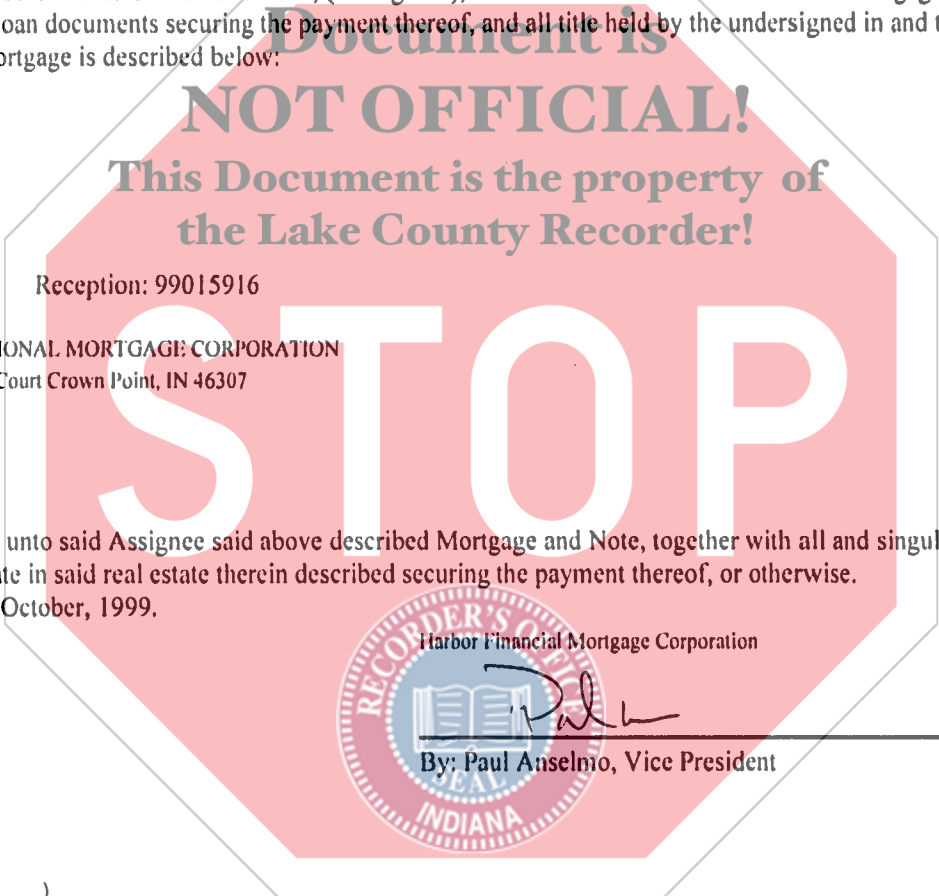 oan documents securing the payment thereof, and all title held by the undersigned in and t
ortgage is described below:
Document is
NOT OFFICIAL!
This Document is the property of
the Lake County Recorder!
Reception: 99015916
IONAL MORTGAGE CORPORATION
Court Crown Point, IN 46307
STOP
unto said Assignee said above described Mortgage and Note, together with all and singul
te in said real estate therein described securing the payment thereof, or otherwise.
October, 1999.
Harbor Financial Mortgage Corporation
By: Paul Anselmo, Vice President
RECORDER'S OFFICE
SEAL
INDIANA
)